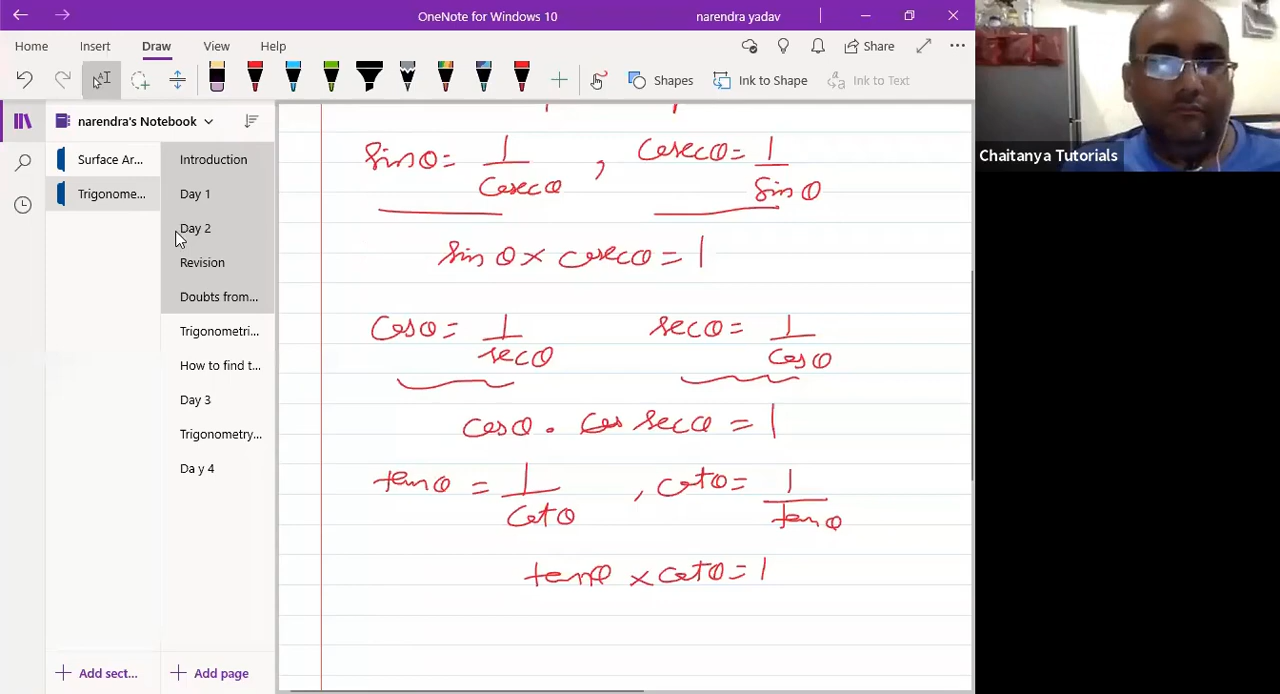 OneNote for Windows 10
narendra yadav
Home Insert Draw View Help
Share
Shapes Ink to Shape Ink to Text
narendra's Notebook
Surface Ar...
Trigonome...
Introduction
Day 1
Day 2
Revision
Doubts from...
Trigonometri...
How to find t...
Day 3
Trigonometry...
Da y 4
Add sect...
Add page
sinθ = 1/cosecθ , cosecθ = 1/sinθ
sinθ × cosecθ = 1
cosθ = 1/secθ secθ = 1/cosθ
cosθ . cos secθ = 1
tanθ = 1/cotθ , cotθ = 1/tanθ
tanθ × cotθ = 1
Chaitanya Tutorials